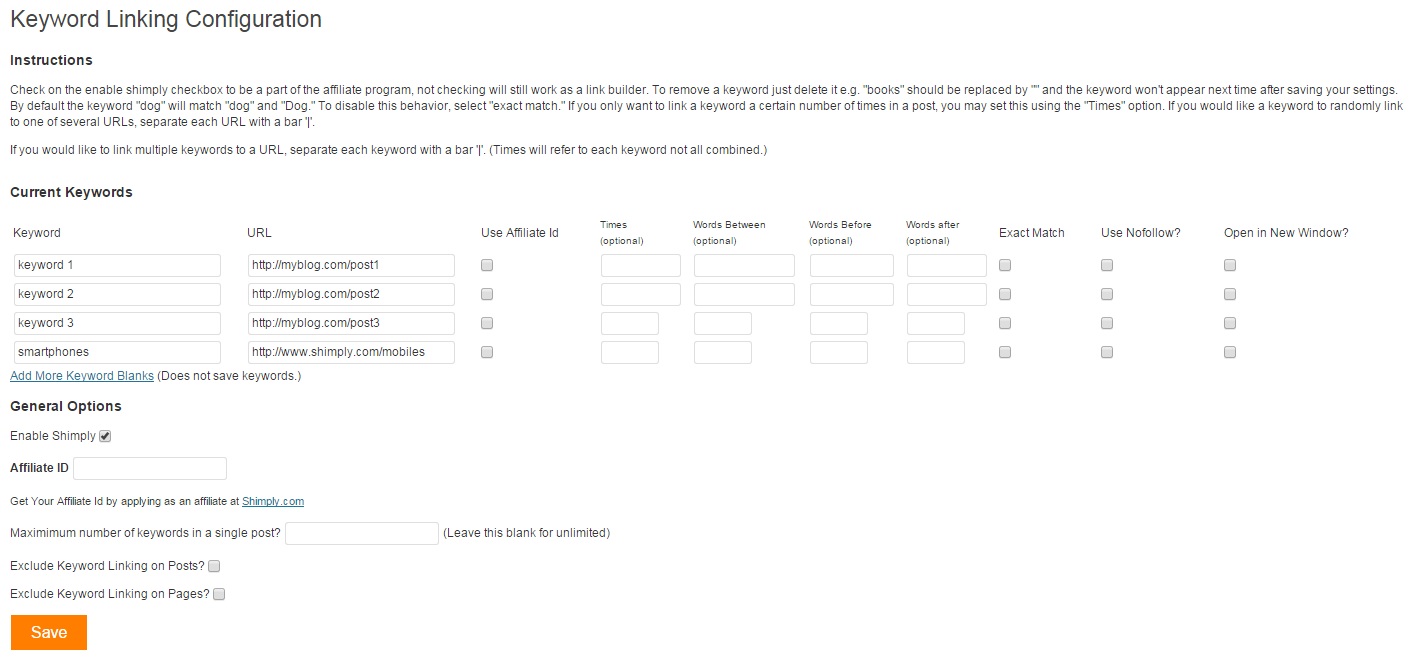 Keyword Linking Configuration
Instructions
Check on the enable shimply checkbox to be a part of the affiliate program, not checking will still work as a link builder. To remove a keyword just delete it e.g. "books" should be replaced by "" and the keyword won't appear next time after saving your settings.
By default the keyword "dog" will match "dog" and "Dog." To disable this behavior, select "exact match." If you only want to link a keyword a certain number of times in a post, you may set this using the "Times" option. If you would like a keyword to randomly link
to one of several URLs, separate each URL with a bar '|'.
If you would like to link multiple keywords to a URL, separate each keyword with a bar '|'. (Times will refer to each keyword not all combined.)
Current Keywords
Keyword URL Use Affiliate Id Times (optional) Words Between (optional) Words Before (optional) Words after (optional) Exact Match Use Nofollow? Open in New Window?
keyword 1 http://myblog.com/post1
keyword 2 http://myblog.com/post2
keyword 3 http://myblog.com/post3
smartphones http://www.shimply.com/mobiles
Add More Keyword Blanks (Does not save keywords.)
General Options
Enable Shimply
Affiliate ID
Get Your Affiliate Id by applying as an affiliate at Shimply.com
Maximimum number of keywords in a single post? (Leave this blank for unlimited)
Exclude Keyword Linking on Posts?
Exclude Keyword Linking on Pages?
Save